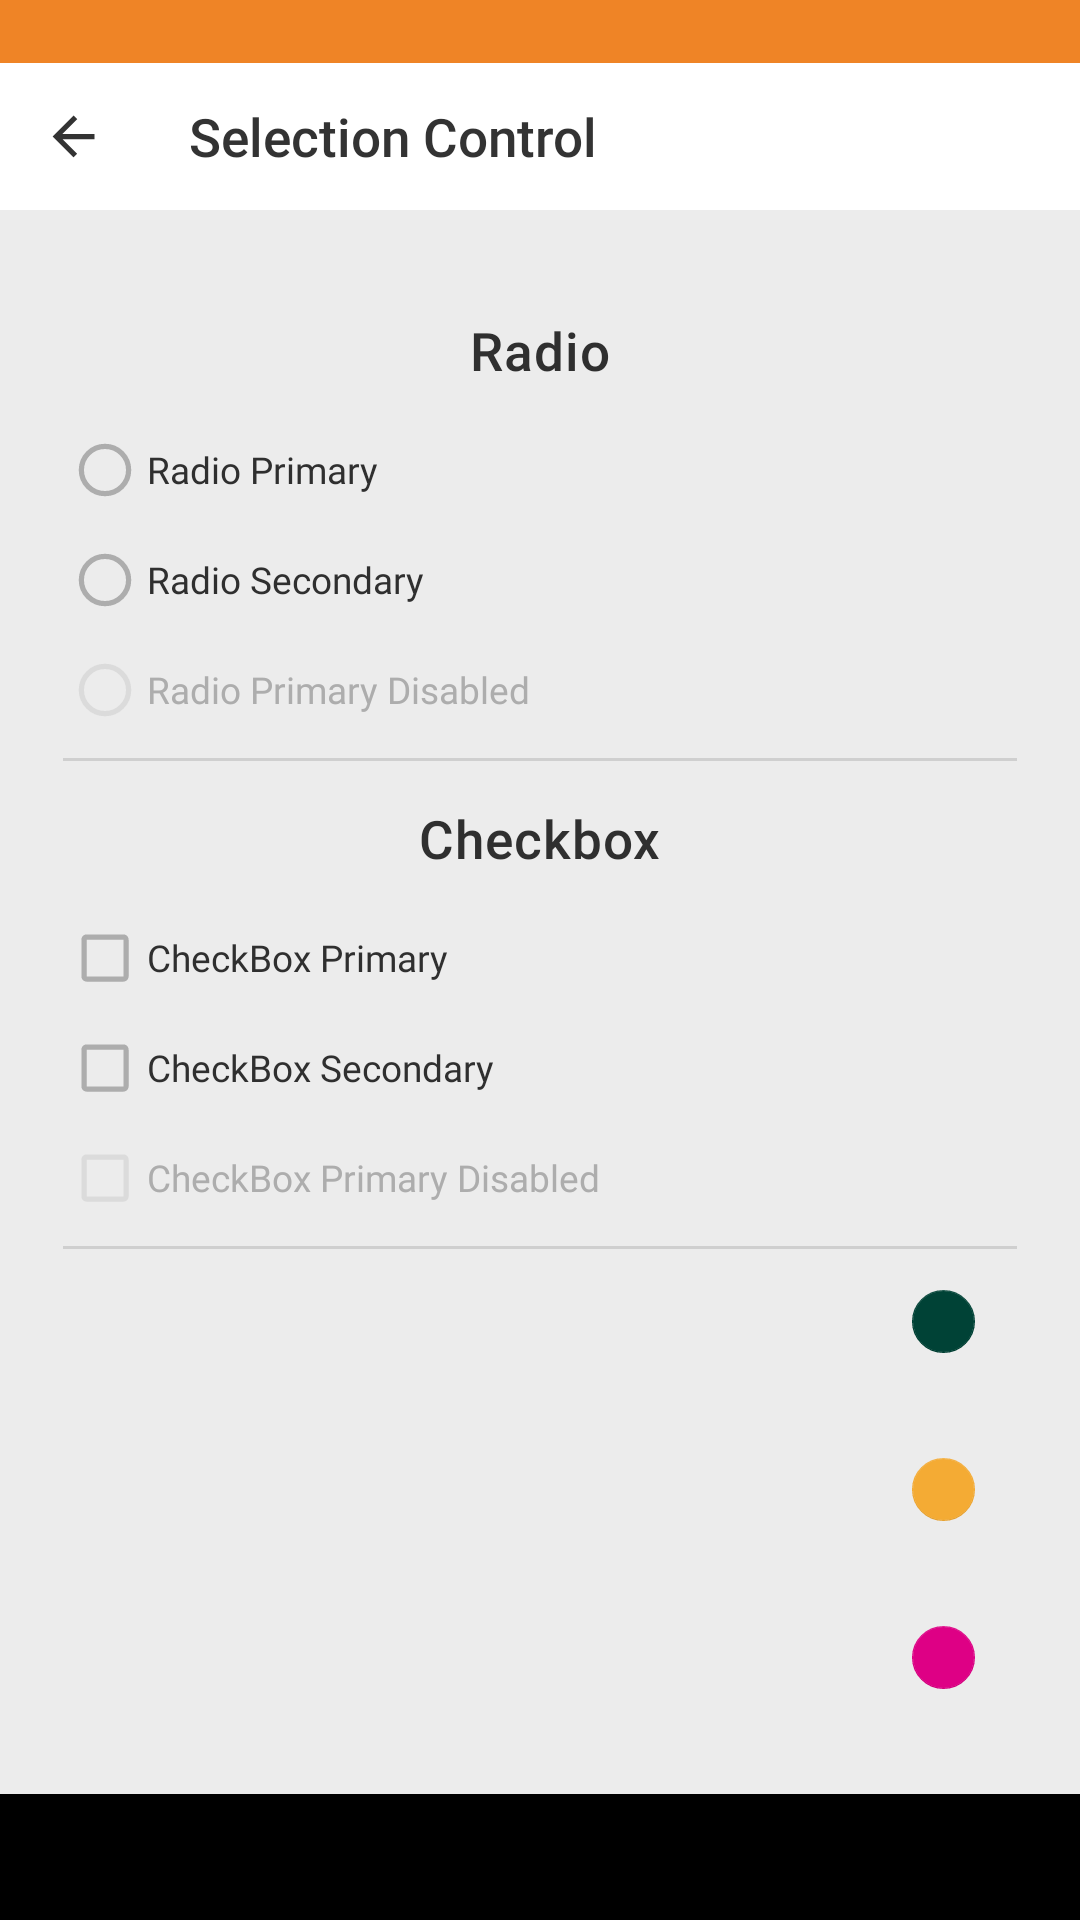 Selection Control
Radio
Radio Primary
Radio Secondary
Radio Primary Disabled
Checkbox
CheckBox Primary
CheckBox Secondary
CheckBox Primary Disabled